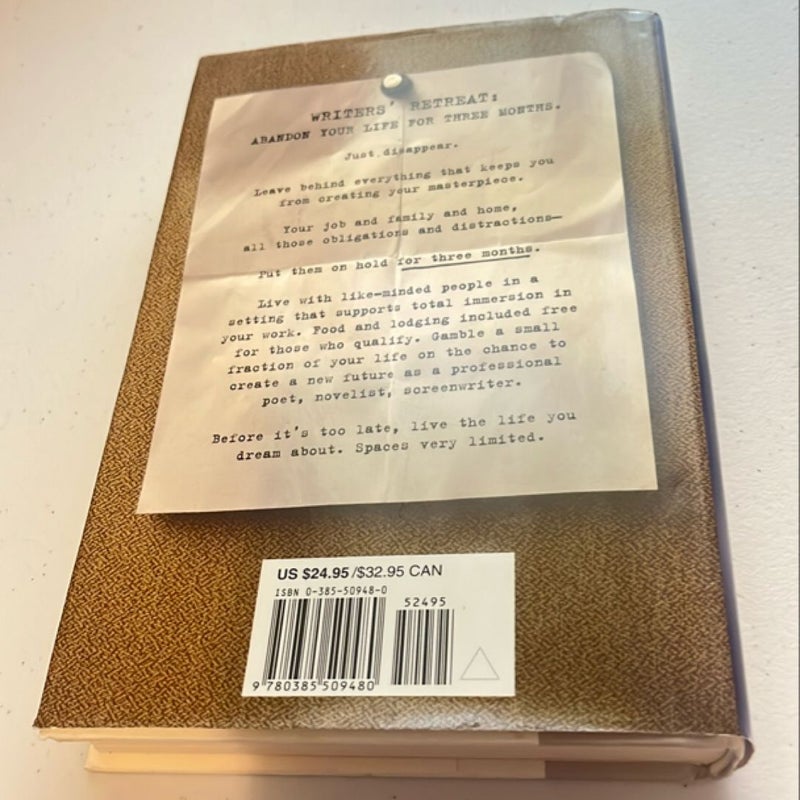 WRITERS' RETREAT:
ABANDON YOUR LIFE FOR THREE MONTHS.
Just disappear.
Leave behind everything that keeps you
from creating your masterpiece.
Your job and family and home,
all those obligations and distractions—
Put them on hold for three months.
Live with like-minded people in a
setting that supports total immersion in
your work. Food and lodging included free
for those who qualify. Gamble a small
fraction of your life on the chance to
create a new future as a professional
poet, novelist, screenwriter.
Before it's too late, live the life you
dream about. Spaces very limited.
US $24.95/$32.95 CAN
ISBN 0-385-50948-0
52495
9 780385 509480